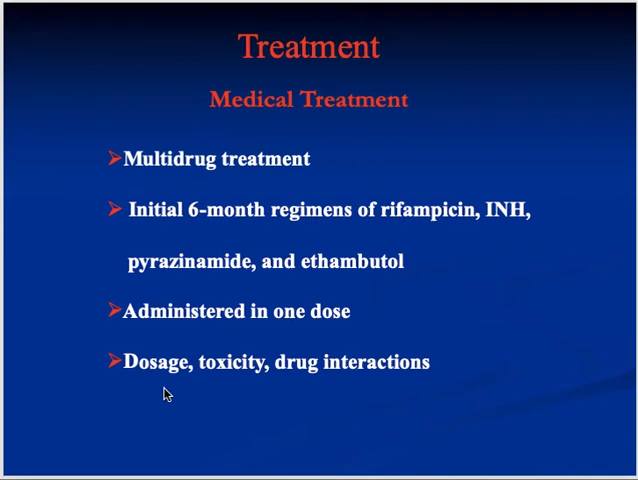 Treatment
Medical Treatment
➢Multidrug treatment
➢ Initial 6-month regimens of rifampicin, INH,
pyrazinamide, and ethambutol
➢Administered in one dose
➢Dosage, toxicity, drug interactions